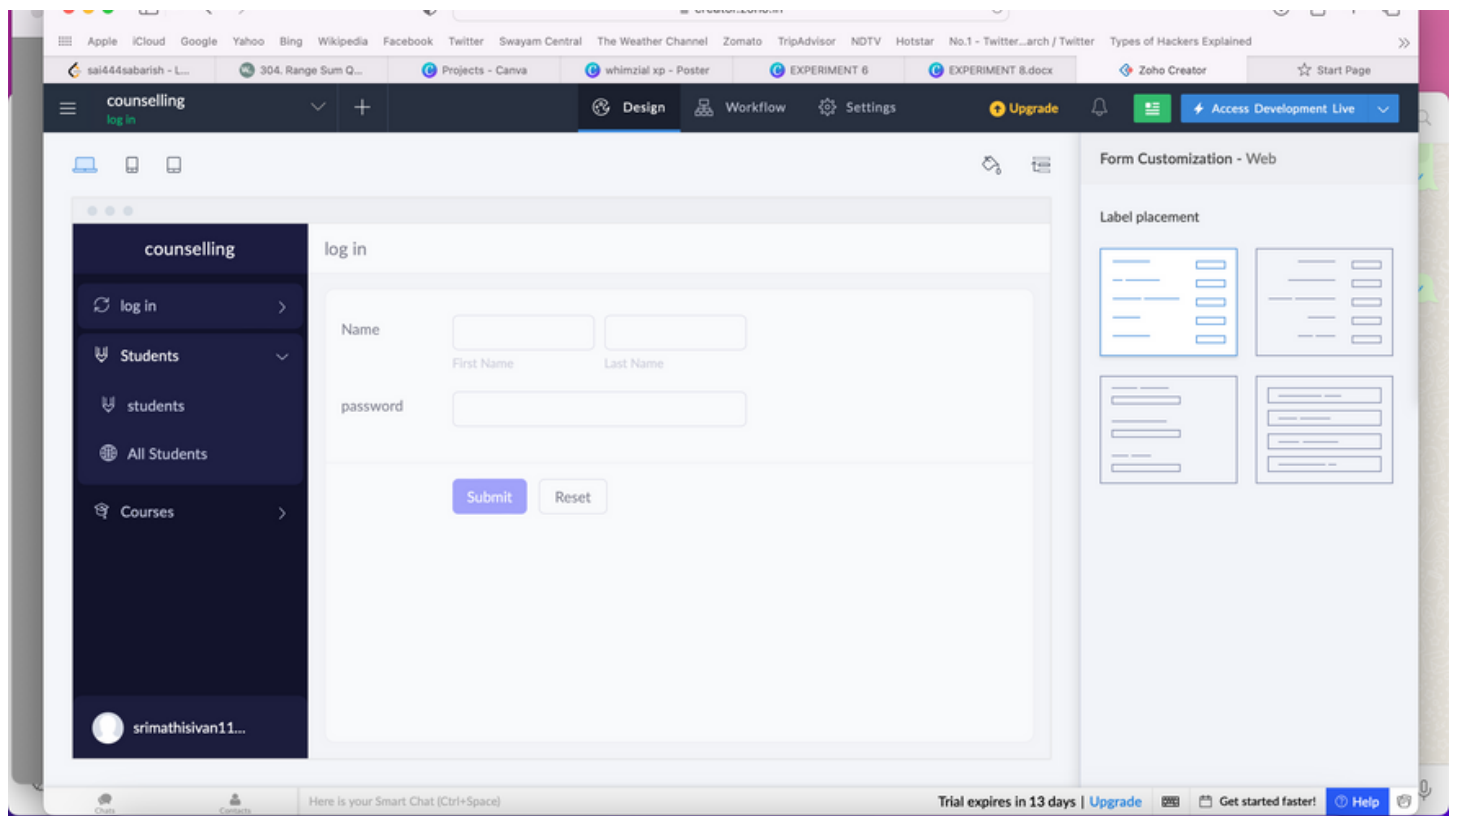 Apple iCloud Google Yahoo Bing Wikipedia Facebook Twitter Swayam Central The Weather Channel Zomato TripAdvisor NDTV Hotstar No.1 - Twitter...arch / Twitter Types of Hackers Explained
sai444sabarish - L... 304. Range Sum Q... Projects - Canva whimzial xp - Poster EXPERIMENT 6 EXPERIMENT 8.docx Zoho Creator Start Page
counselling
log in
Design Workflow Settings Upgrade Access Development Live
Form Customization - Web
Label placement
counselling
log in
log in
Students
students
All Students
Courses
srimathisivan11...
Name
First Name Last Name
password
Submit Reset
Chats Contacts Here is your Smart Chat (Ctrl+Space) Trial expires in 13 days | Upgrade Get started faster! Help